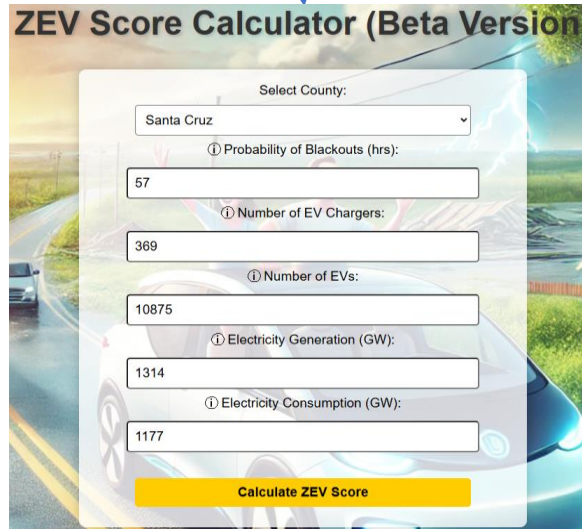 ZEV Score Calculator (Beta Version
Select County:
Santa Cruz
ⓘ Probability of Blackouts (hrs):
57
ⓘ Number of EV Chargers:
369
ⓘ Number of EVs:
10875
ⓘ Electricity Generation (GW):
1314
ⓘ Electricity Consumption (GW):
1177
Calculate ZEV Score